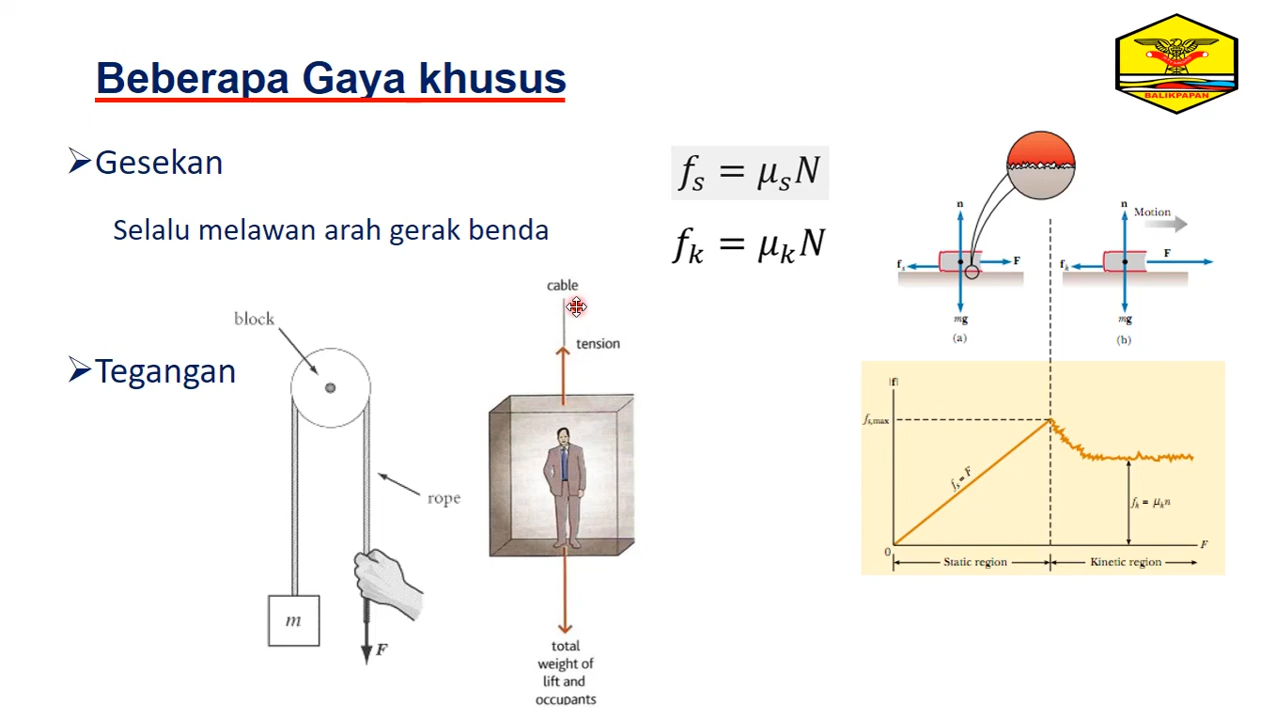 Beberapa Gaya khusus
BALIKPAPAN
➢Gesekan
Selalu melawan arah gerak benda
f_s = μ_s N
f_k = μ_k N
n
n
Motion
f_s
F
f_k
F
mg
mg
(a)
(b)
➢Tegangan
block
rope
m
F
cable
tension
total
weight of
lift and
occupants
|f|
f_s,max
f_s = F
f_k = μ_k n
0
F
Static region
Kinetic region